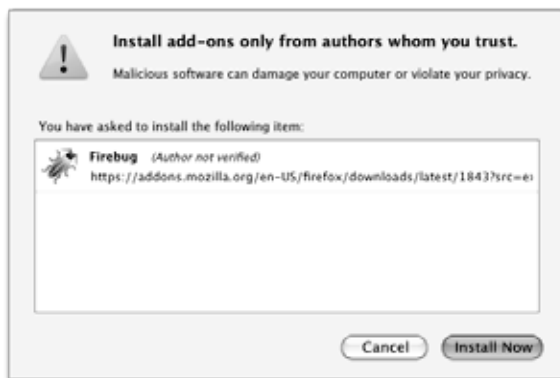 Install add-ons only from authors whom you trust.
Malicious software can damage your computer or violate your privacy.
You have asked to install the following item:
Firebug (Author not verified)
https://addons.mozilla.org/en-US/firefox/downloads/latest/1843?src=e
Cancel
Install Now